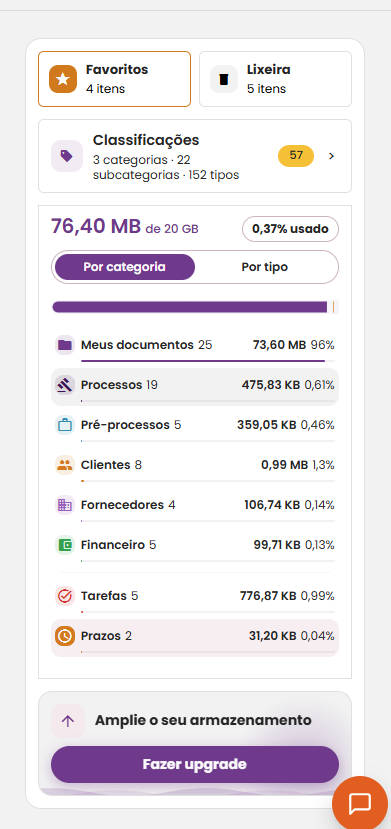 Favoritos
4 itens
Lixeira
5 itens
Classificações
3 categorias · 22
subcategorias · 152 tipos
57
76,40 MB de 20 GB
0,37% usado
Por categoria
Por tipo
Meus documentos 25 73,60 MB 96%
Processos 19 475,83 KB 0,61%
Pré-processos 5 359,05 KB 0,46%
Clientes 8 0,99 MB 1,3%
Fornecedores 4 106,74 KB 0,14%
Financeiro 5 99,71 KB 0,13%
Tarefas 5 776,87 KB 0,99%
Prazos 2 31,20 KB 0,04%
Amplie o seu armazenamento
Fazer upgrade